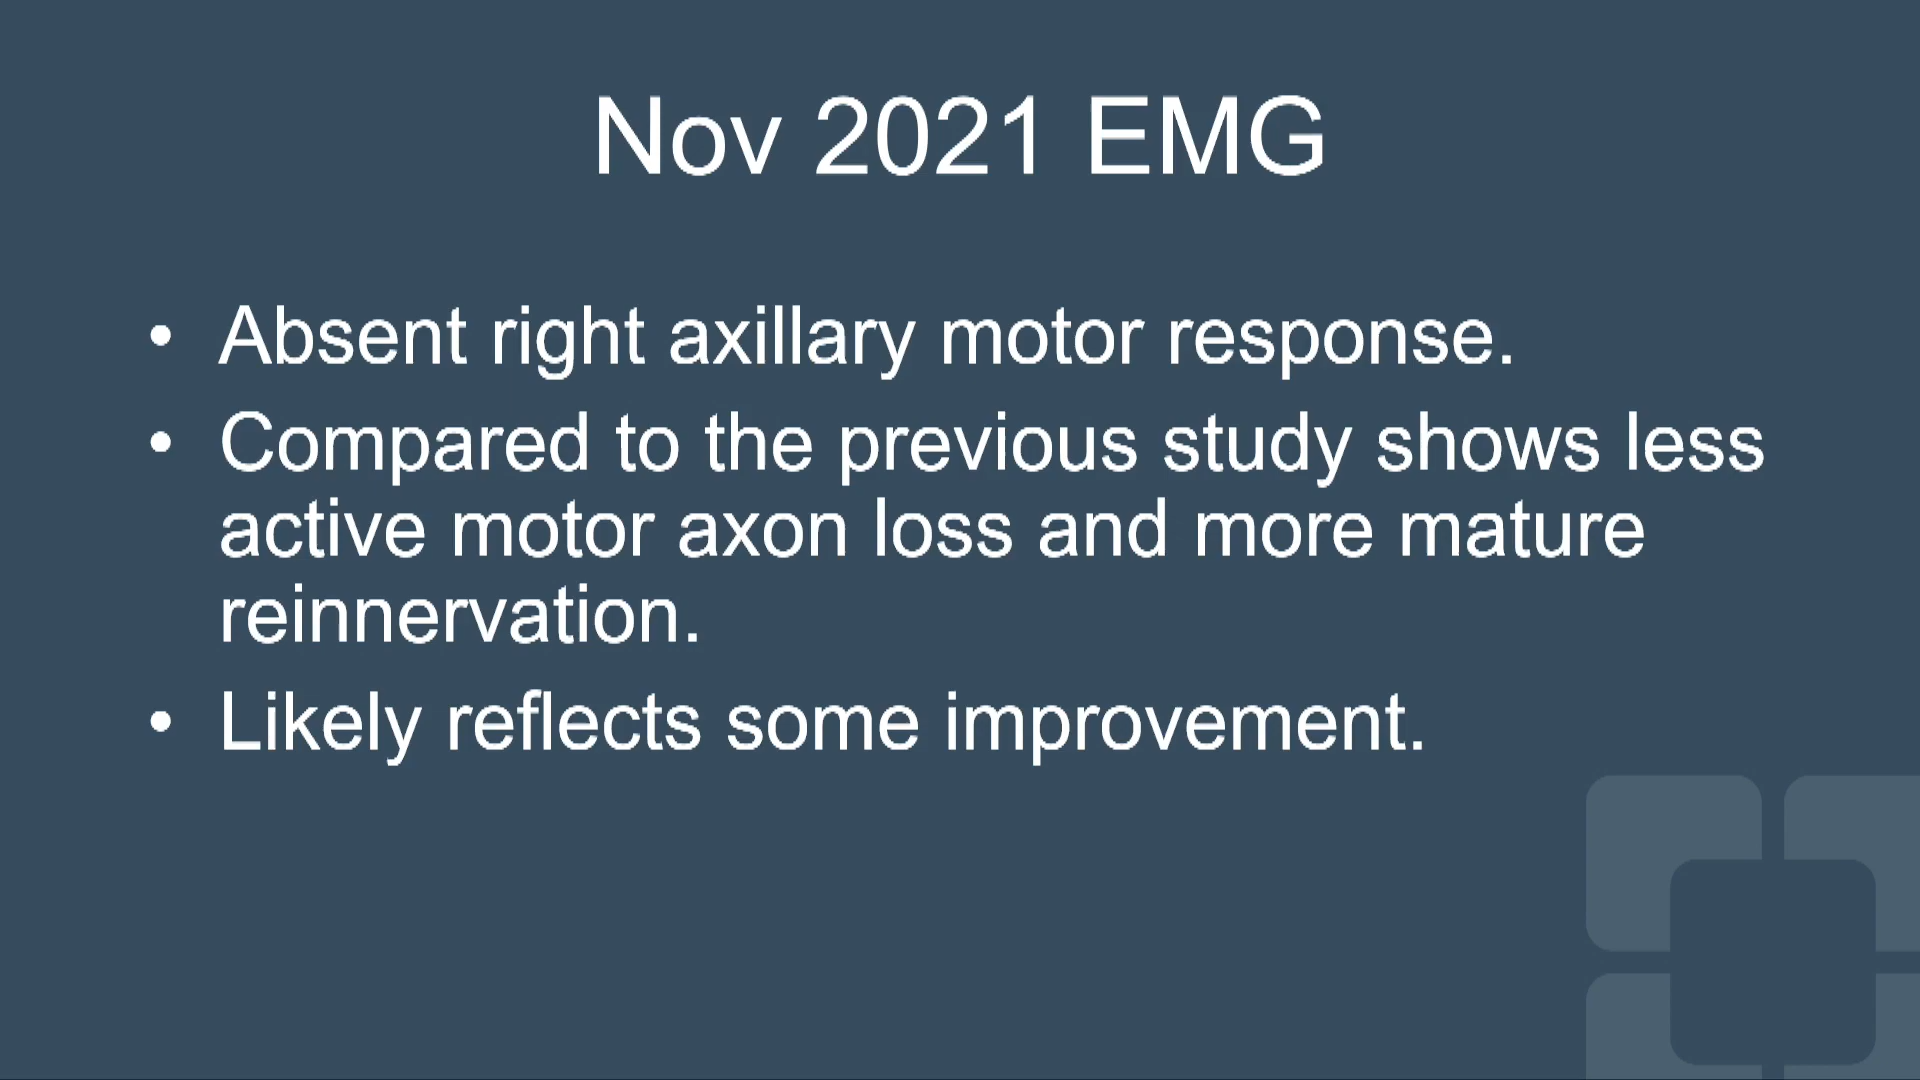 Nov 2021 EMG
• Absent right axillary motor response.
• Compared to the previous study shows less
active motor axon loss and more mature
reinnervation.
• Likely reflects some improvement.